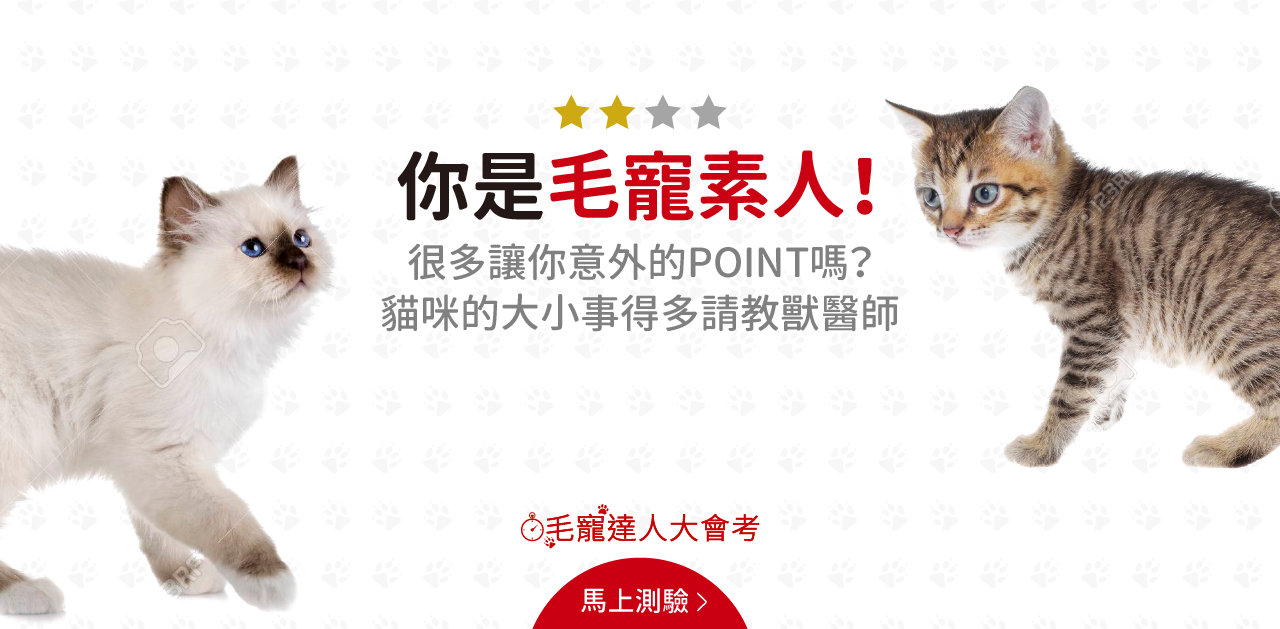 你是毛寵素人!
很多讓你意外的POINT嗎?
貓咪的大小事得多請教獸醫師
毛寵達人大會考
馬上測驗